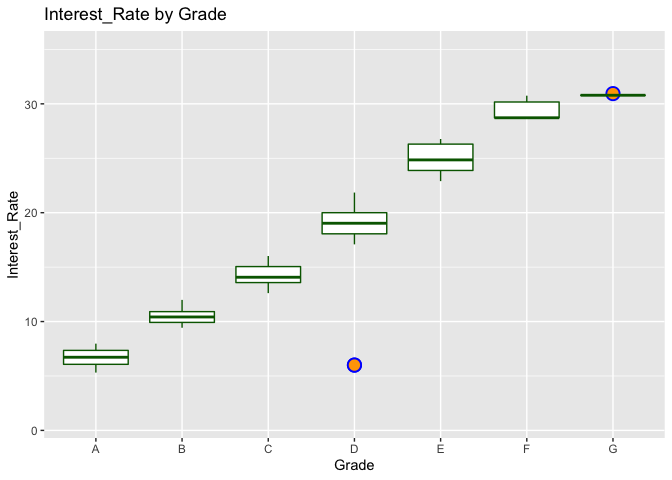 Interest_Rate by Grade
Interest_Rate
30
20
10
0
A B C D E F G
Grade